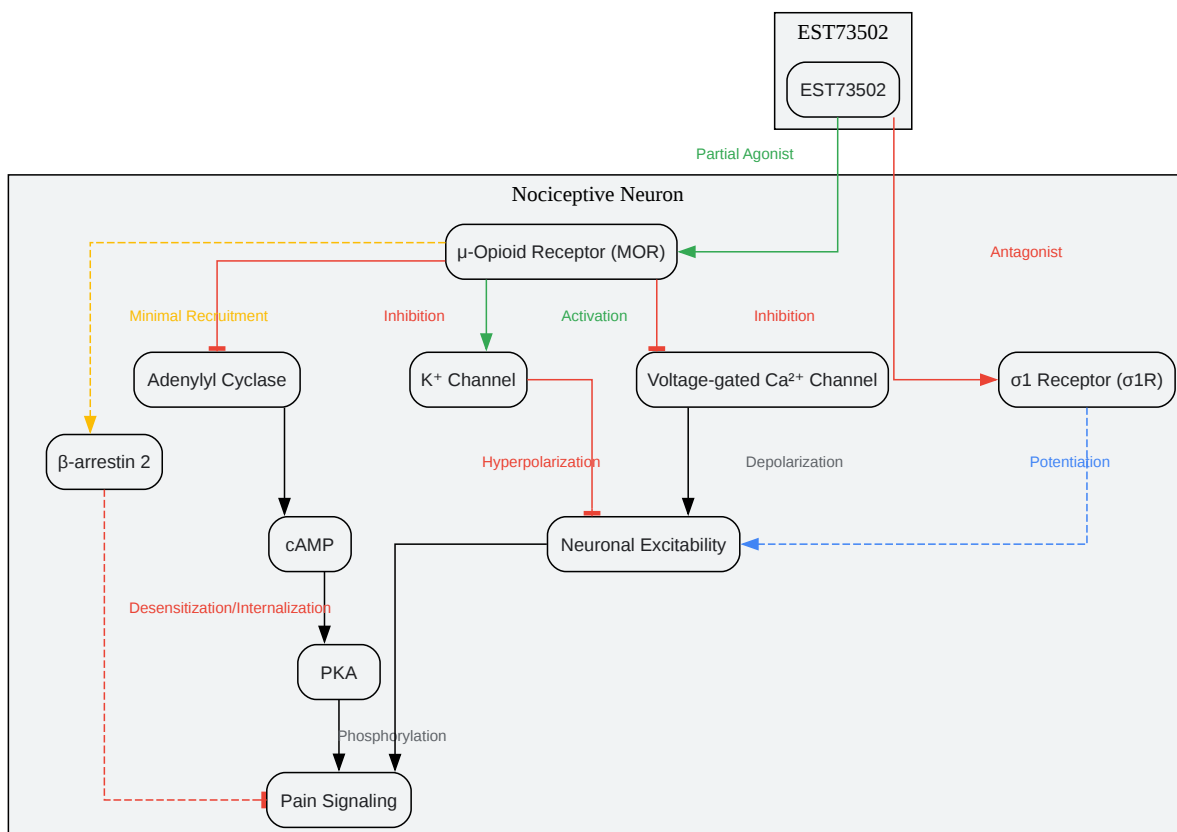 EST73502
EST73502
Partial Agonist
Nociceptive Neuron
μ-Opioid Receptor (MOR)
Antagonist
Minimal Recruitment
Inhibition
Activation
Inhibition
Adenylyl Cyclase
K⁺ Channel
Voltage-gated Ca²⁺ Channel
σ1 Receptor (σ1R)
β-arrestin 2
Hyperpolarization
Depolarization
Potentiation
cAMP
Neuronal Excitability
Desensitization/Internalization
PKA
Phosphorylation
Pain Signaling